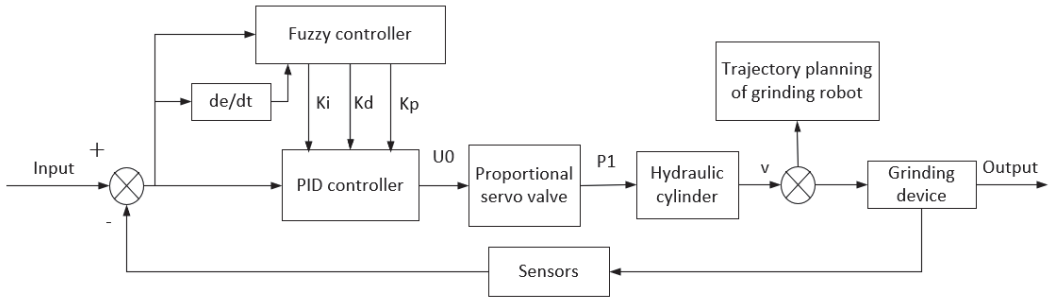 Fuzzy controller
Trajectory planning
of grinding robot
de/dt
Ki
Kd
Kp
+
Input
-
PID controller
U0
Proportional
servo valve
P1
Hydraulic
cylinder
v
Grinding
device
Output
Sensors